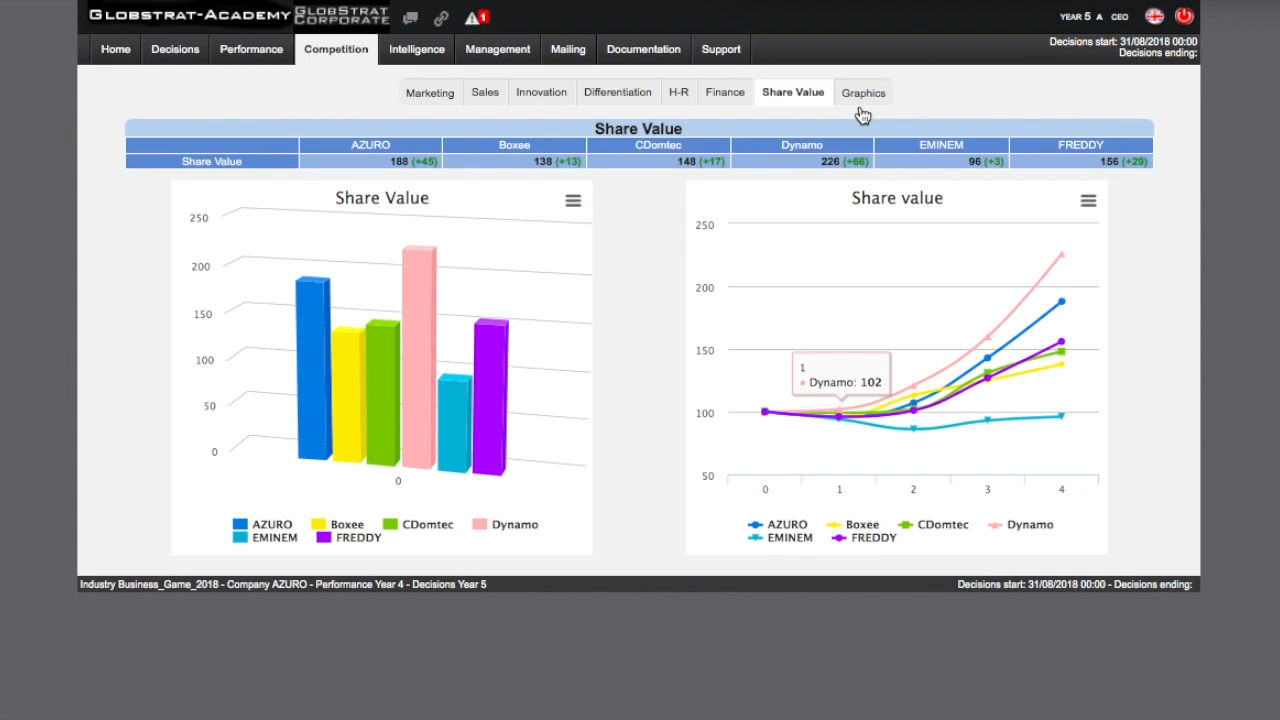 GLOBSTRAT-ACADEMY GLOBSTRAT CORPORATE 1 YEAR 5 A CEO
Home Decisions Performance Competition Intelligence Management Mailing Documentation Support
Decisions start: 31/08/2018 00:00
Decisions ending:
Marketing Sales Innovation Differentiation H-R Finance Share Value Graphics
Share Value
AZURO Boxee CDomtec Dynamo EMINEM FREDDY
Share Value 188 (+45) 138 (+13) 148 (+17) 226 (+66) 96 (+3) 156 (+29)
Share Value
250
200
150
100
50
0
0
AZURO Boxee CDomtec Dynamo
EMINEM FREDDY
Share value
250
200
150
100
50
1
Dynamo: 102
0 1 2 3 4
AZURO Boxee CDomtec Dynamo
EMINEM FREDDY
Industry Business_Game_2018 - Company AZURO - Performance Year 4 - Decisions Year 5
Decisions start: 31/08/2018 00:00 - Decisions ending: